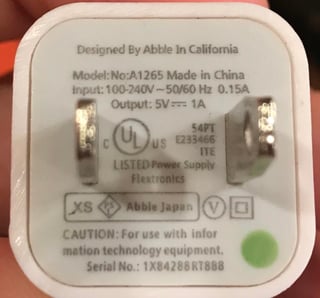 Designed By Abble In California
Model:No:A1265 Made in China
Input: 100-240V~50/60 Hz 0.15A
Output: 5V⎓1A
C UL US
54PT
E233466
ITE
LISTED Power Supply
Flextronics
XS PSE Abble Japan V
CAUTION: For use with infor
mation technology equipment.
Serial No.: 1X84288RT888